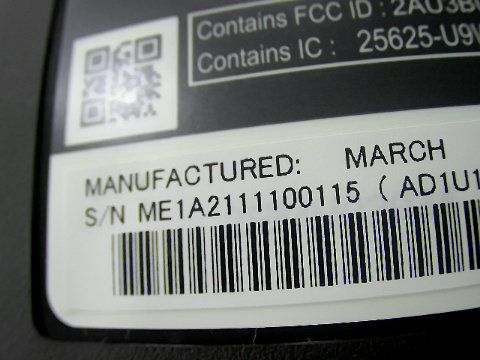 Contains FCC ID : 2AU3B
Contains IC : 25625-U9
MANUFACTURED: MARCH
S/N ME1A2111100115 ( AD1U1